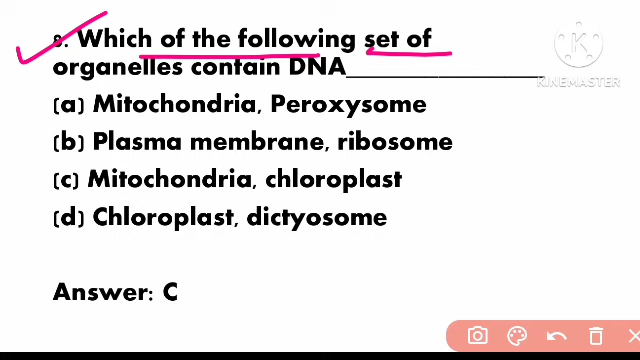 8. Which of the following set of
organelles contain DNA_______________
KINEMASTER
(a) Mitochondria, Peroxysome
(b) Plasma membrane, ribosome
(c) Mitochondria, chloroplast
(d) Chloroplast, dictyosome
Answer: C